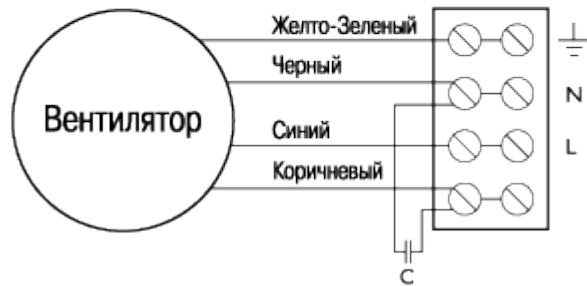 Желто-Зеленый
Черный
N
Вентилятор
Синий
L
Коричневый
C